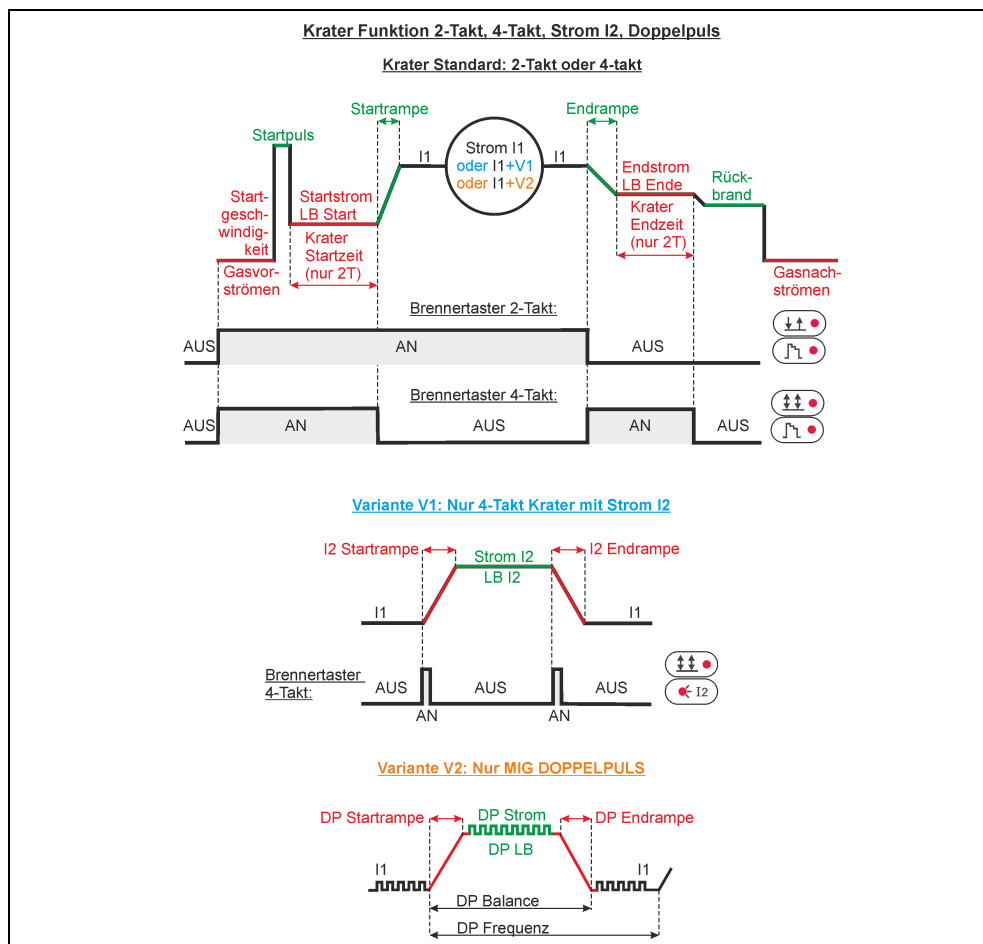 Krater Funktion 2-Takt, 4-Takt, Strom I2, Doppelpuls
Krater Standard: 2-Takt oder 4-takt
Startrampe
Endrampe
Startpuls
I1
Strom I1
oder I1+V1
oder I1+V2
I1
Start-
geschw-
windig-
keit
Startstrom
LB Start
Krater
Startzeit
(nur 2T)
Endstrom
LB Ende
Krater
Endzeit
(nur 2T)
Rück-
brand
Gasvor-
strömen
Gasnach-
strömen
Brennertaster 2-Takt:
AUS
AN
AUS
Brennertaster 4-Takt:
AUS
AN
AUS
AN
AUS
Variante V1: Nur 4-Takt Krater mit Strom I2
I2 Startrampe
Strom I2
LB I2
I2 Endrampe
I1
I1
Brennertaster
4-Takt:
AUS
AN
AUS
AN
AUS
I2
Variante V2: Nur MIG DOPPELPULS
DP Startrampe
DP Strom
DP LB
DP Endrampe
I1
I1
DP Balance
DP Frequenz